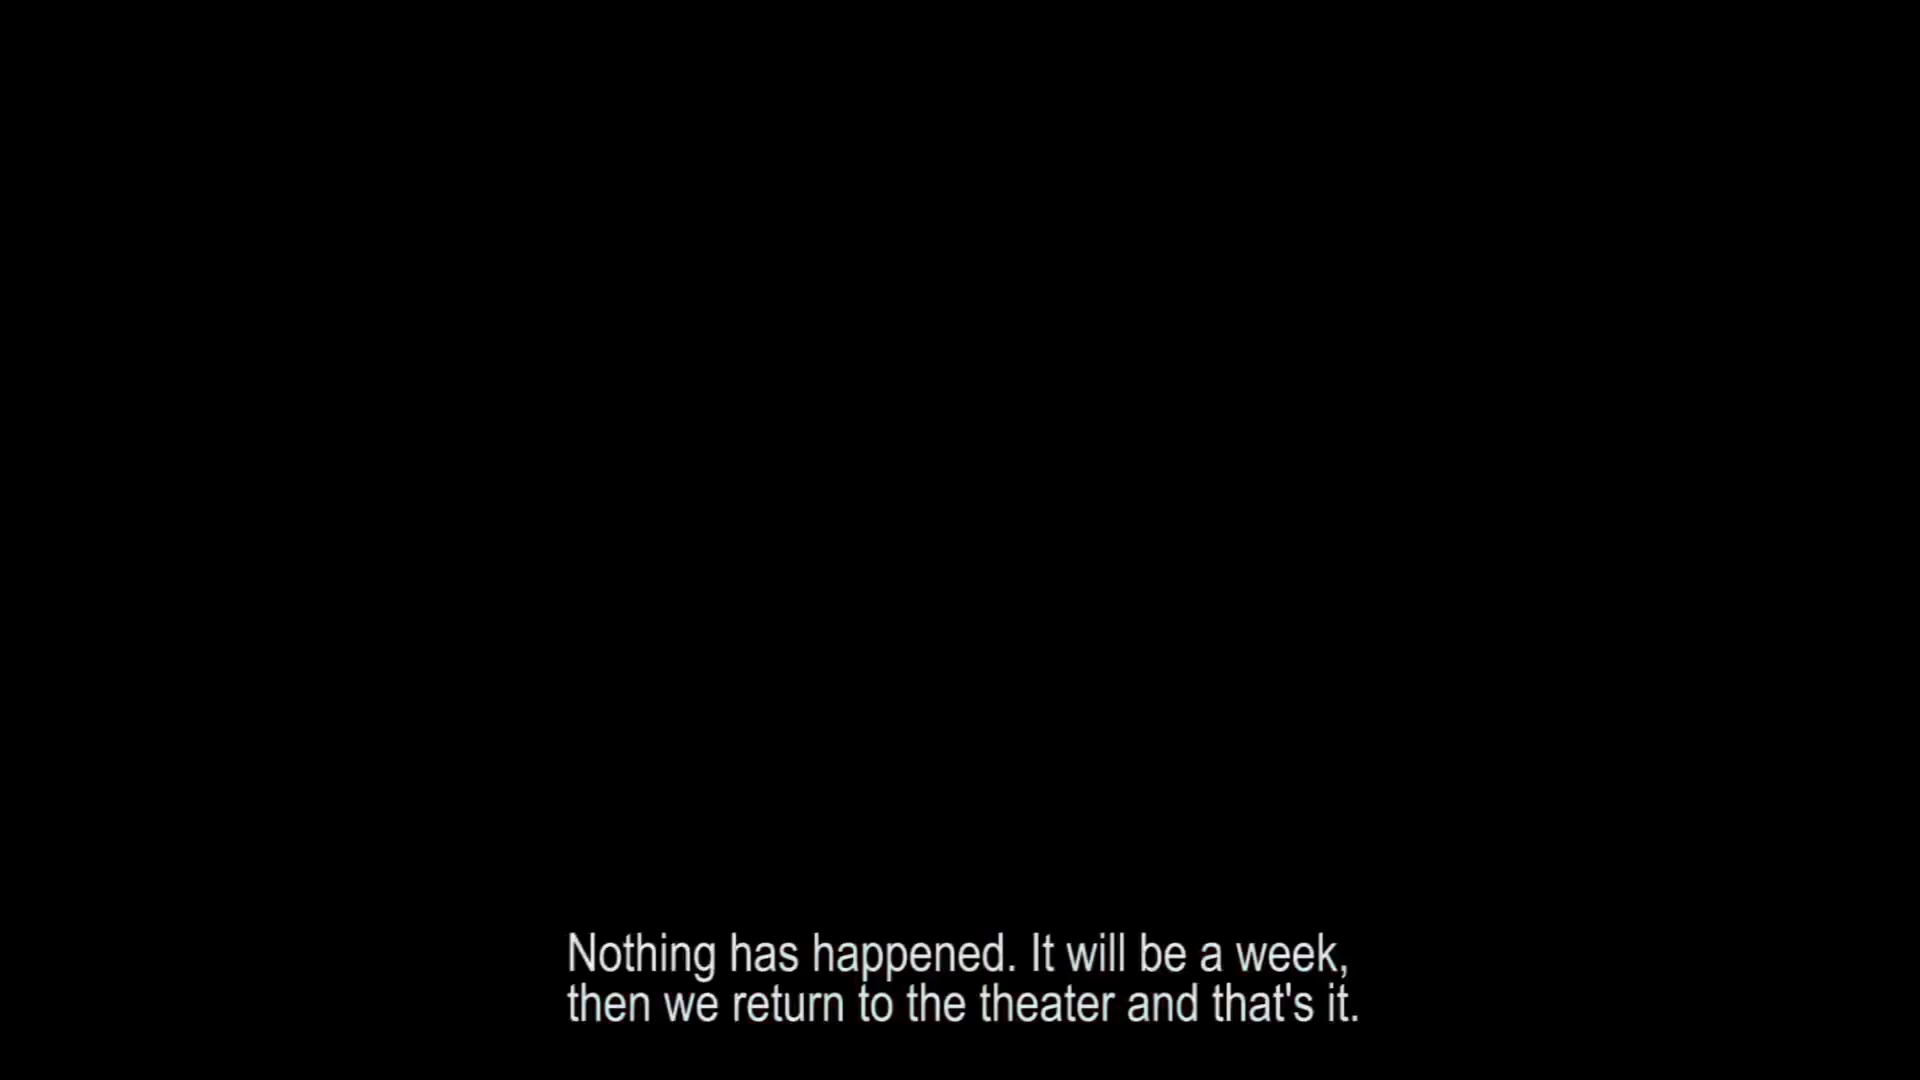 Nothing has happened. It will be a week,
then we return to the theater and that's it.